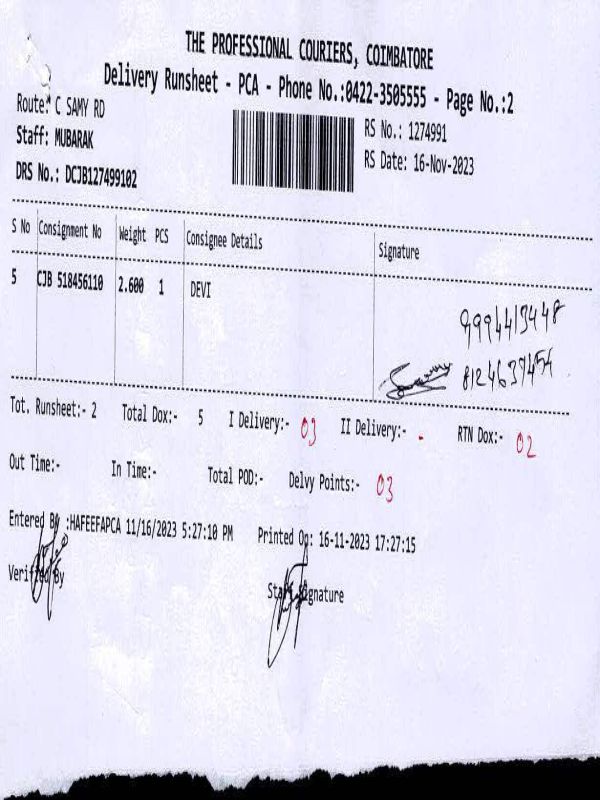 THE PROFESSIONAL COURIERS, COIMBATORE
Delivery Runsheet - PCA - Phone No.:0422-3505555 - Page No.:2
Route: C SAMY RD
RS No.: 1274991
Staff: MUBARAK
RS Date: 16-Nov-2023
DRS No.: DCJB127499102
S No Consignment No Weight PCS Consignee Details Signature
5 CJB 518456110 2.600 1 DEVI
9994413448
8124637454
Tot. Runsheet:- 2 Total Dox:- 5 I Delivery:- 03 II Delivery:- - RTN Dox:- 02
Out Time:- In Time:- Total POD:- Delvy Points:- 03
Entered By :HAFEEFAPCA 11/16/2023 5:27:10 PM Printed On: 16-11-2023 17:27:15
Verified By
Staff Signature